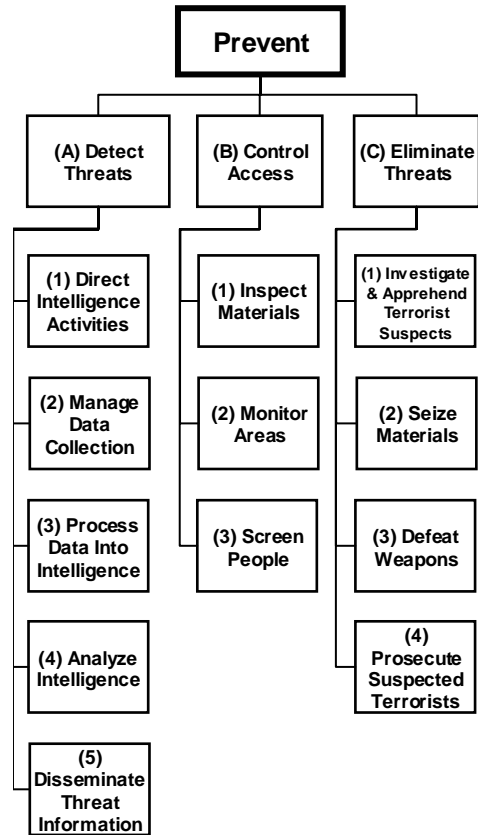 Prevent
(A) Detect
Threats
(B) Control
Access
(C) Eliminate
Threats
(1) Direct
Intelligence
Activities
(2) Manage
Data
Collection
(3) Process
Data Into
Intelligence
(4) Analyze
Intelligence
(5)
Disseminate
Threat
Information
(1) Inspect
Materials
(2) Monitor
Areas
(3) Screen
People
(1) Investigate
& Apprehend
Terrorist
Suspects
(2) Seize
Materials
(3) Defeat
Weapons
(4)
Prosecute
Suspected
Terrorists